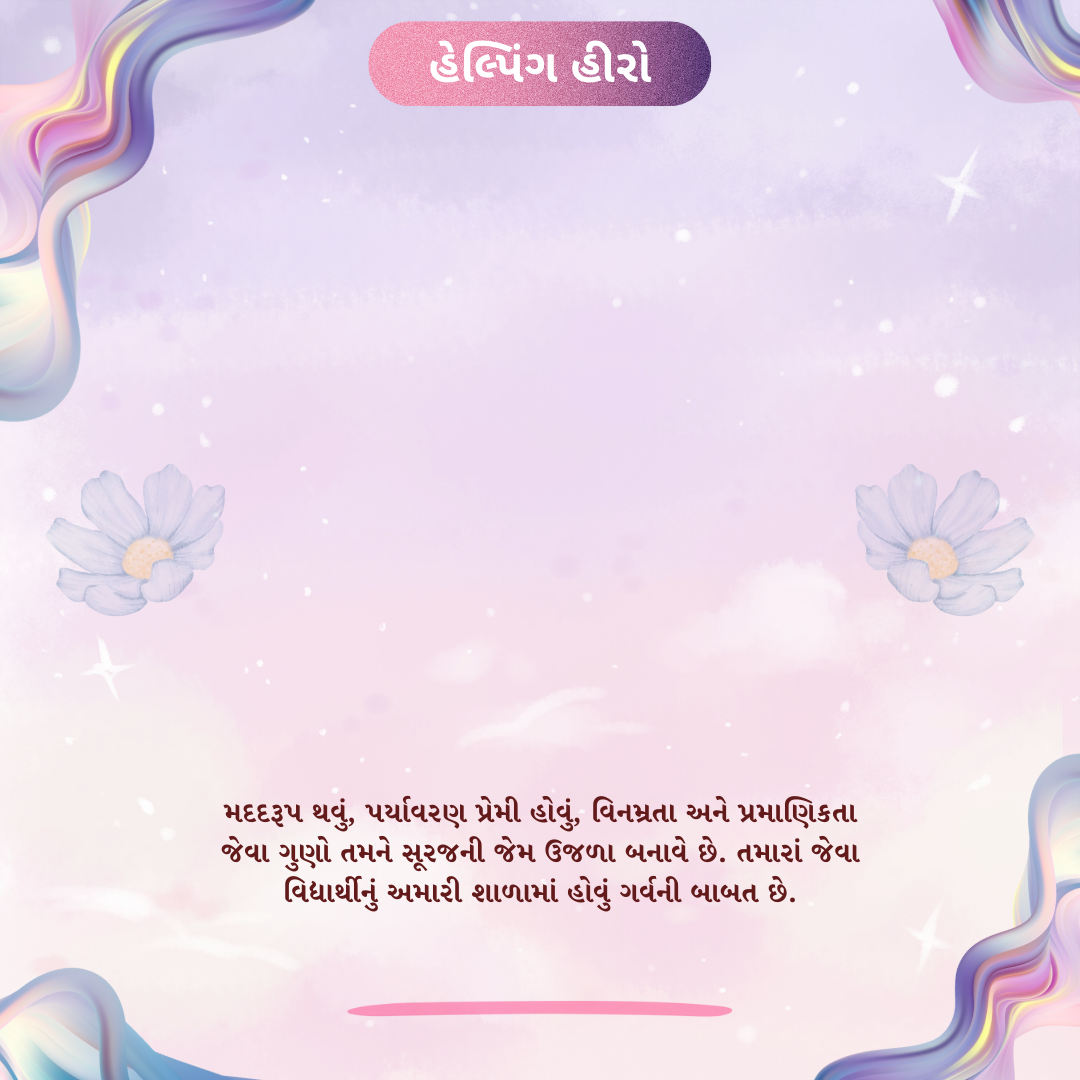 હેલ્પિંગ હીરો
મદદરૂપ થવું, પર્યાવરણ પ્રેમી હોવું, વિનમ્રતા અને પ્રમાણિકતા
જેવા ગુણો તમને સૂરજની જેમ ઉજળા બનાવે છે. તમારાં જેવા
વિદ્યાર્થીનું અમારી શાળામાં હોવું ગર્વની બાબત છે.